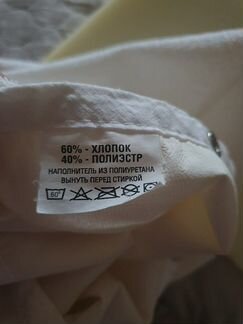 60% - ХЛОПОК
40% - ПОЛИЭСТР
НАПОЛНИТЕЛЬ ИЗ ПОЛИУРЕТАНА
ВЫНУТЬ ПЕРЕД СТИРКОЙ
60°